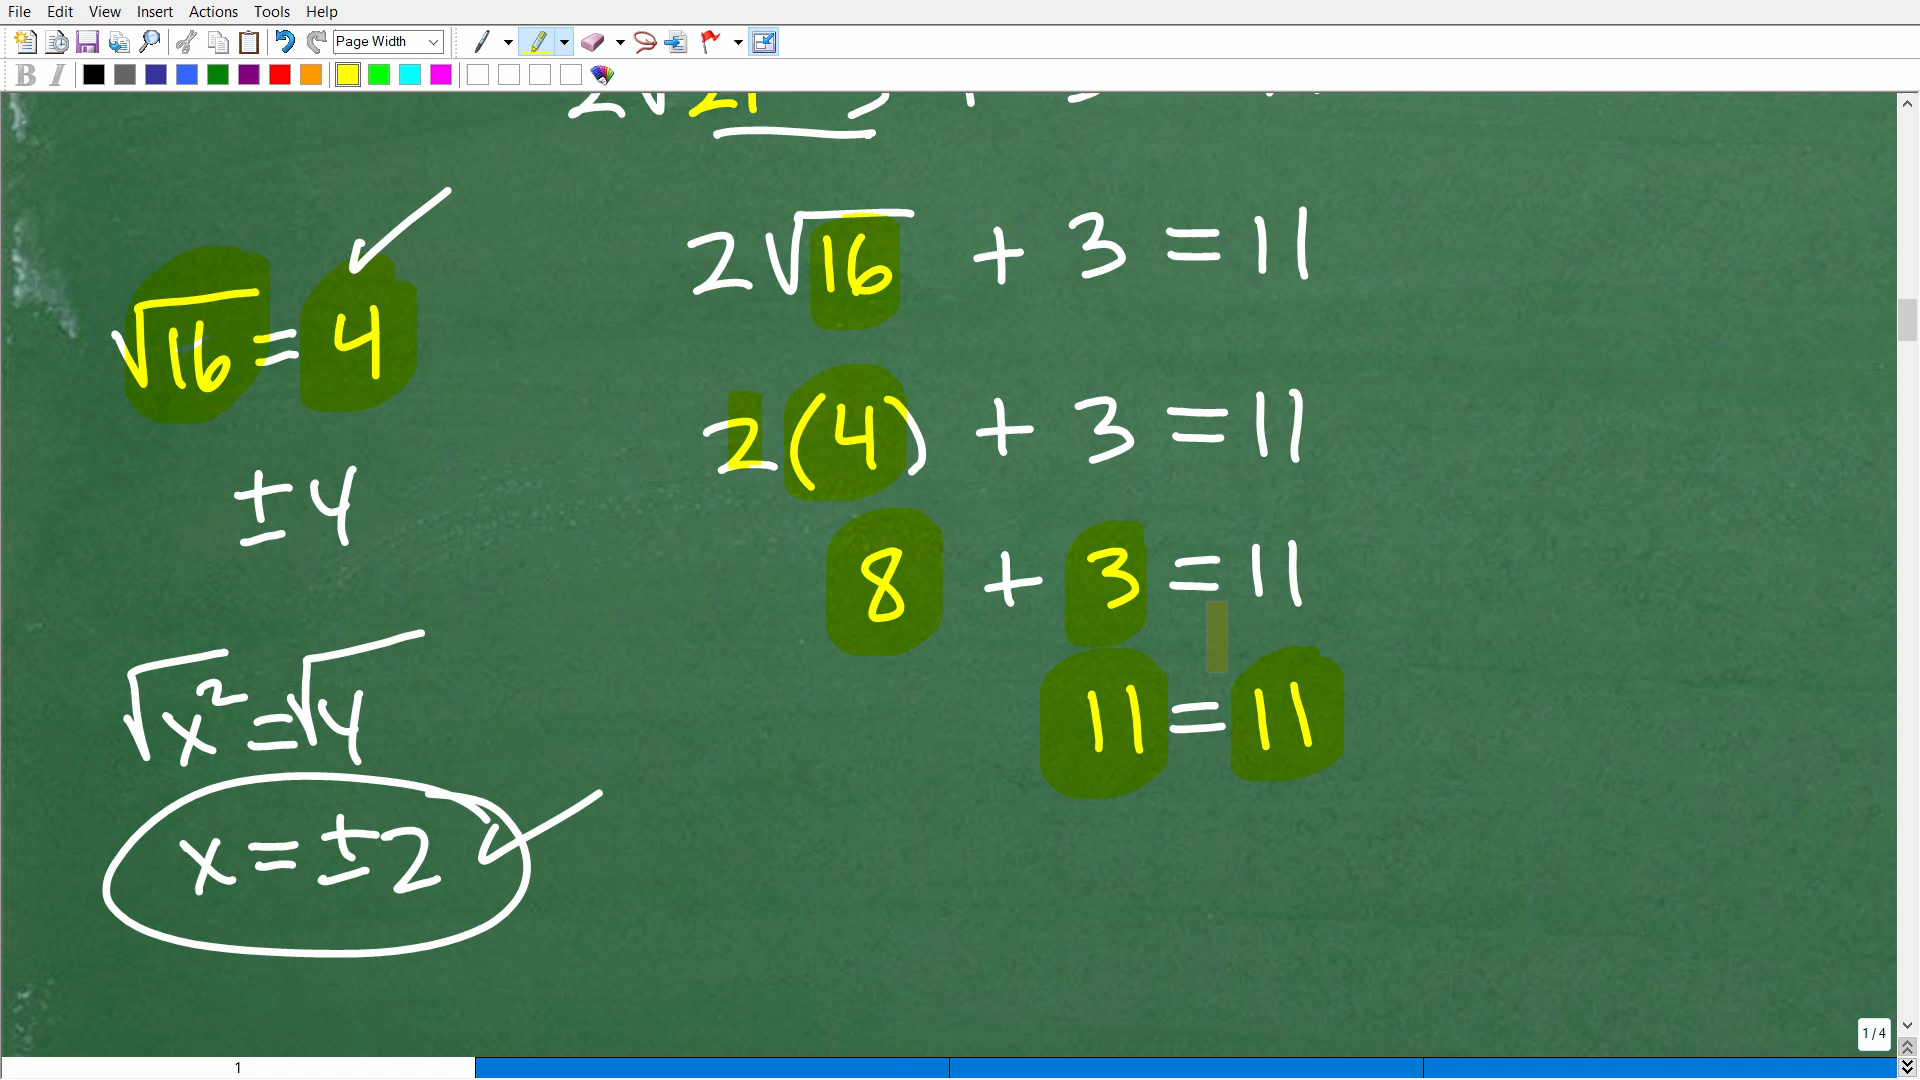 File Edit View Insert Actions Tools Help
Page Width
B I
2√16 + 3 = 11
√16 = 4
2(4) + 3 = 11
±4
8 + 3 = 11
√x² = √4
11 = 11
x = ±2
1 / 4
1